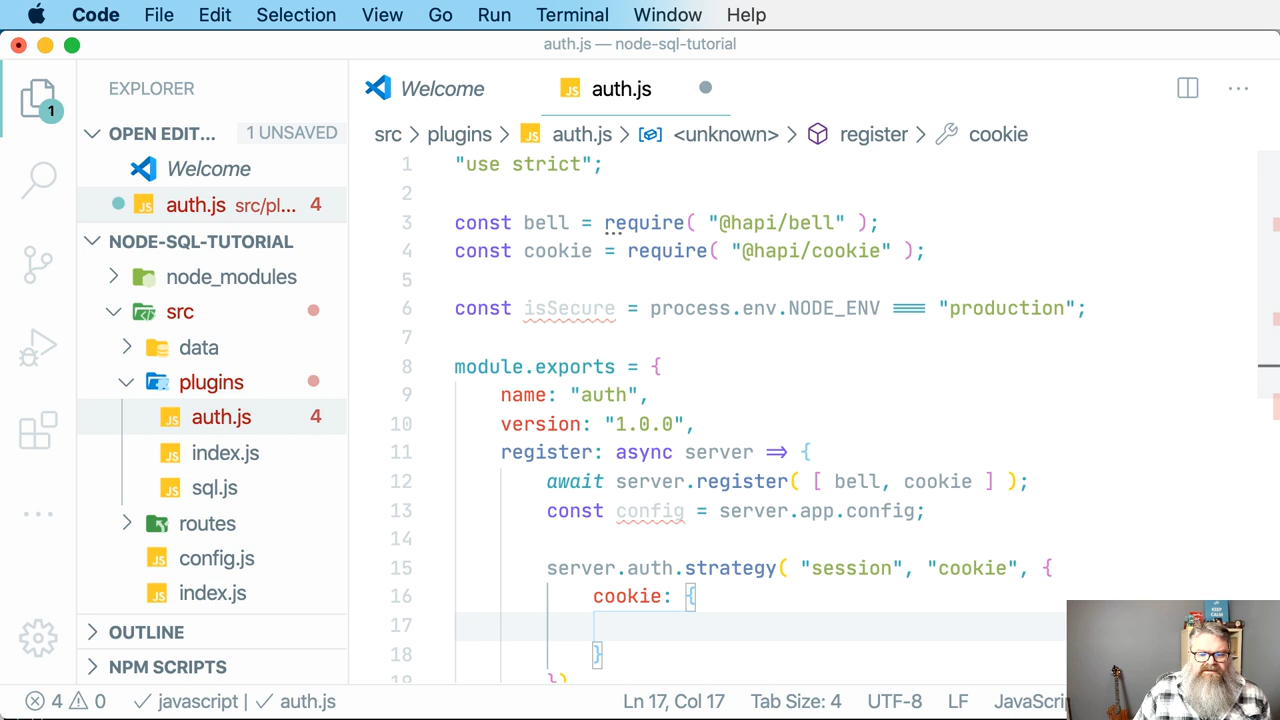 Code File Edit Selection View Go Run Terminal Window Help
auth.js — node-sql-tutorial
EXPLORER
Welcome
auth.js
1
OPEN EDIT... 1 UNSAVED
src > plugins > auth.js > <unknown> > register > cookie
Welcome
auth.js src/pl... 4
NODE-SQL-TUTORIAL
node_modules
src
data
plugins
auth.js 4
index.js
sql.js
routes
config.js
index.js
OUTLINE
NPM SCRIPTS
1 "use strict";
2
3 const bell = require( "@hapi/bell" );
4 const cookie = require( "@hapi/cookie" );
5
6 const isSecure = process.env.NODE_ENV === "production";
7
8 module.exports = {
9 name: "auth",
10 version: "1.0.0",
11 register: async server => {
12 await server.register( [ bell, cookie ] );
13 const config = server.app.config;
14
15 server.auth.strategy( "session", "cookie", {
16 cookie: {
17
18 }
19 })
KEEP CALM
4 0 javascript | auth.js Ln 17, Col 17 Tab Size: 4 UTF-8 LF JavaScri